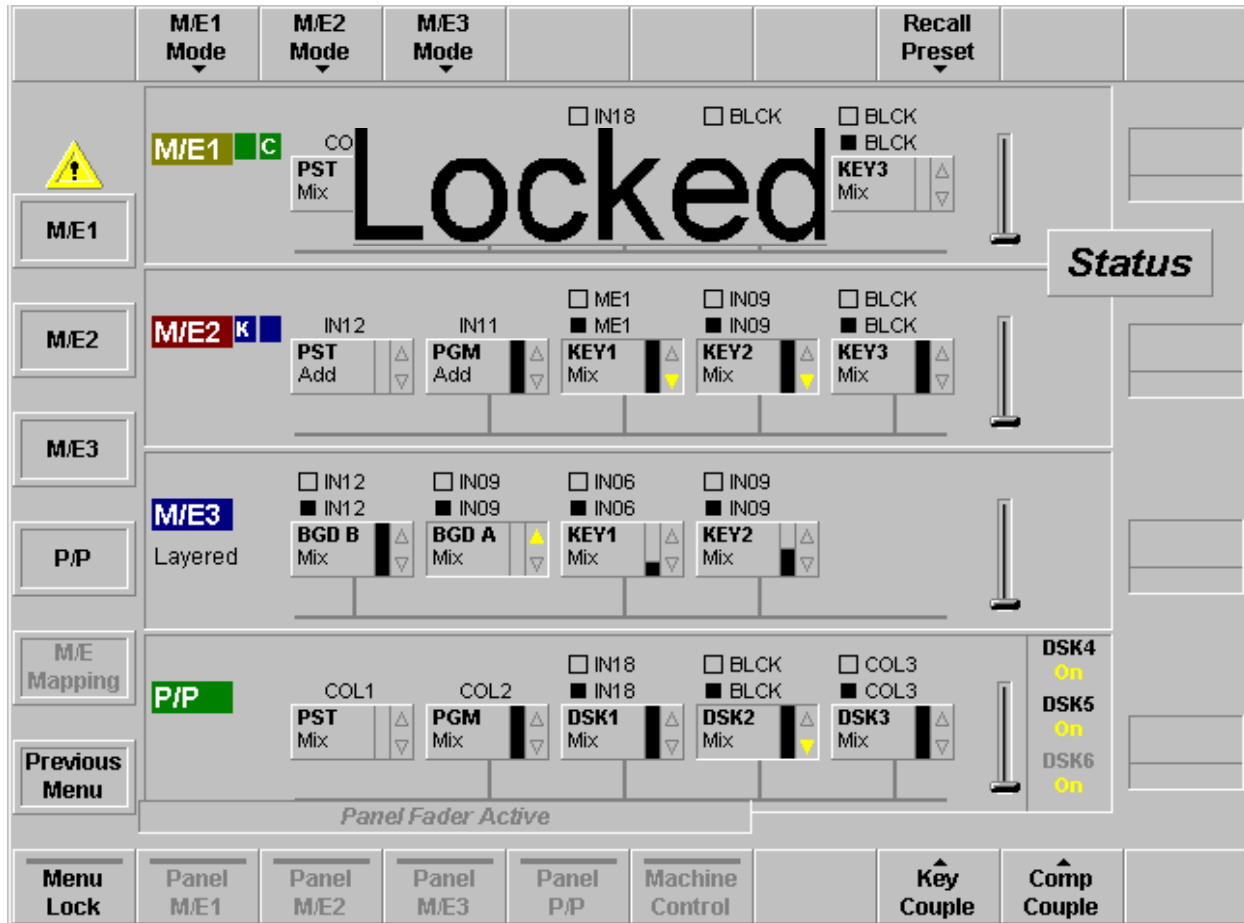 M/E1 Mode
M/E2 Mode
M/E3 Mode
Recall Preset
M/E1
M/E2
M/E3
P/P
M/E Mapping
Previous Menu
IN18 BLCK BLCK
M/E1 C CO BLCK
Locked
PST KEY3
Mix Mix
Status
ME1 IN09 BLCK
M/E2 K IN12 IN11 ME1 IN09 BLCK
PST PGM KEY1 KEY2 KEY3
Add Add Mix Mix Mix
IN12 IN09 IN06 IN09
M/E3 IN12 IN09 IN06 IN09
BGD B BGD A KEY1 KEY2
Layered Mix Mix Mix Mix
IN18 BLCK COL3
P/P COL1 COL2 IN18 BLCK COL3
PST PGM DSK1 DSK2 DSK3
Mix Mix Mix Mix Mix
DSK4
On
DSK5
On
DSK6
On
Panel Fader Active
Menu Lock
Panel M/E1
Panel M/E2
Panel M/E3
Panel P/P
Machine Control
Key Couple
Comp Couple